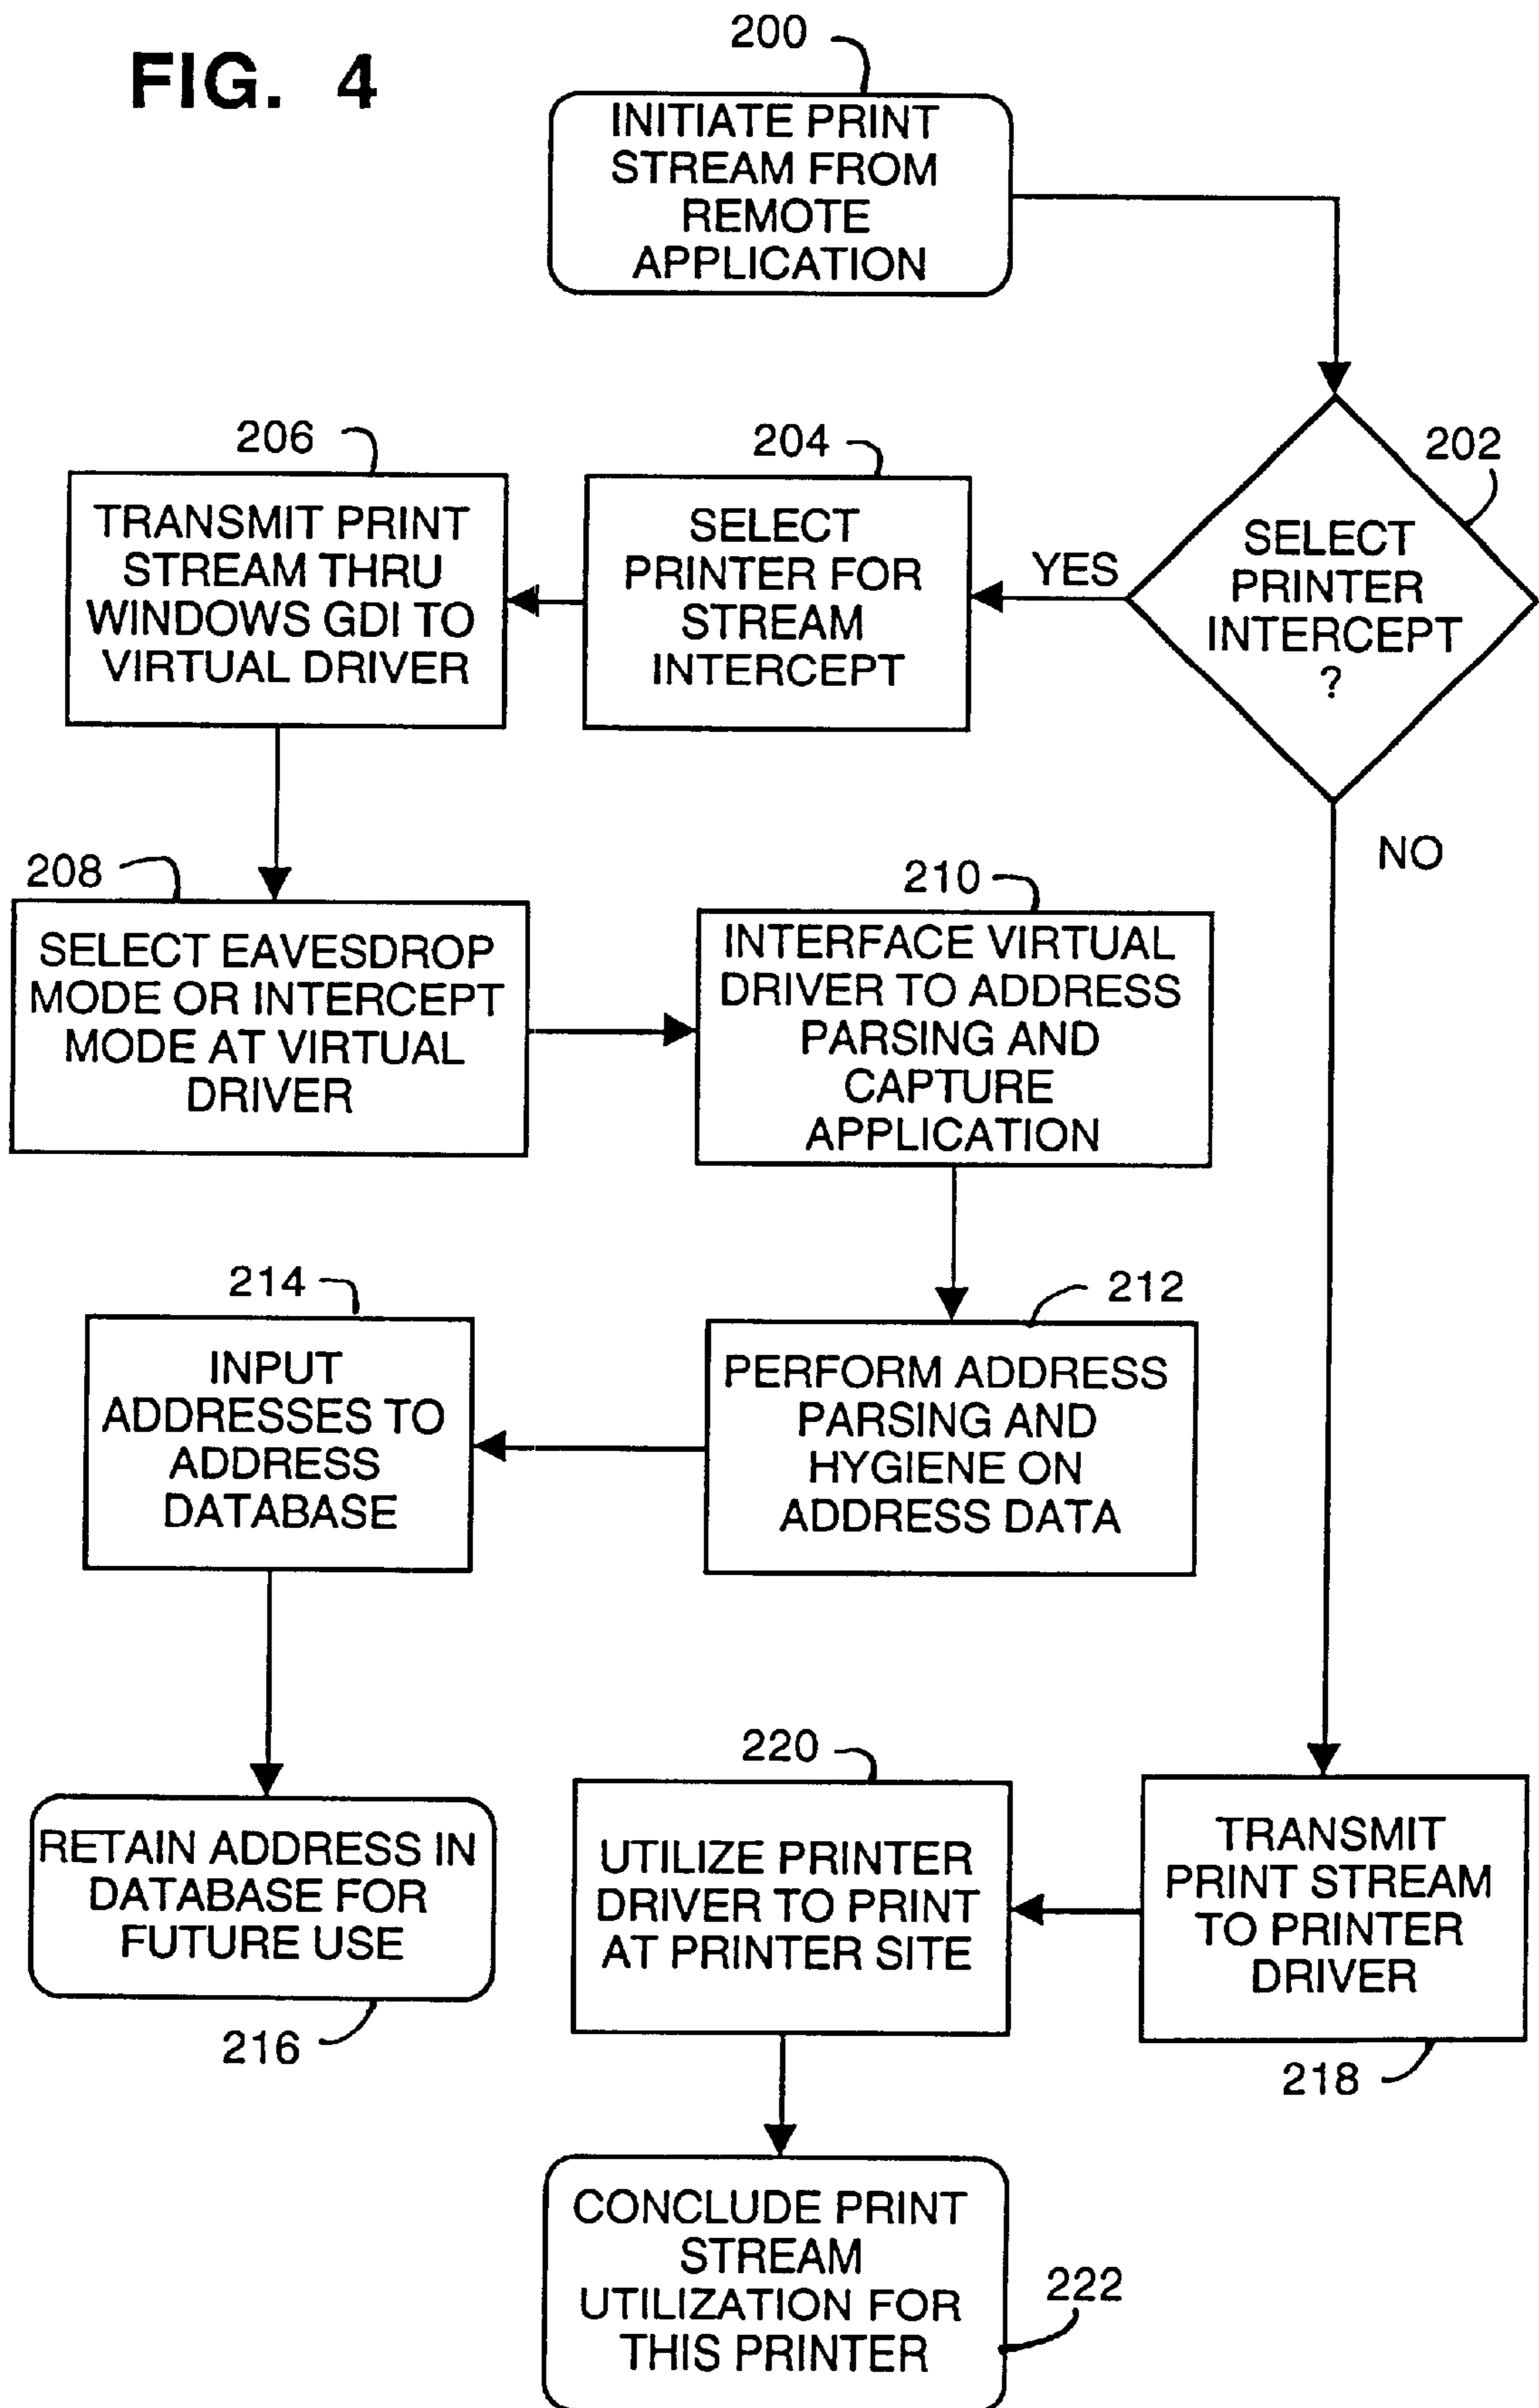 FIG. 4
200
INITIATE PRINT
STREAM FROM
REMOTE
APPLICATION
202
SELECT
PRINTER
INTERCEPT
?
YES
NO
204
SELECT
PRINTER FOR
STREAM
INTERCEPT
206
TRANSMIT PRINT
STREAM THRU
WINDOWS GDI TO
VIRTUAL DRIVER
208
SELECT EAVESDROP
MODE OR INTERCEPT
MODE AT VIRTUAL
DRIVER
210
INTERFACE VIRTUAL
DRIVER TO ADDRESS
PARSING AND
CAPTURE
APPLICATION
212
PERFORM ADDRESS
PARSING AND
HYGIENE ON
ADDRESS DATA
214
INPUT
ADDRESSES TO
ADDRESS
DATABASE
RETAIN ADDRESS IN
DATABASE FOR
FUTURE USE
216
TRANSMIT
PRINT STREAM
TO PRINTER
DRIVER
218
220
UTILIZE PRINTER
DRIVER TO PRINT
AT PRINTER SITE
CONCLUDE PRINT
STREAM
UTILIZATION FOR
THIS PRINTER
222